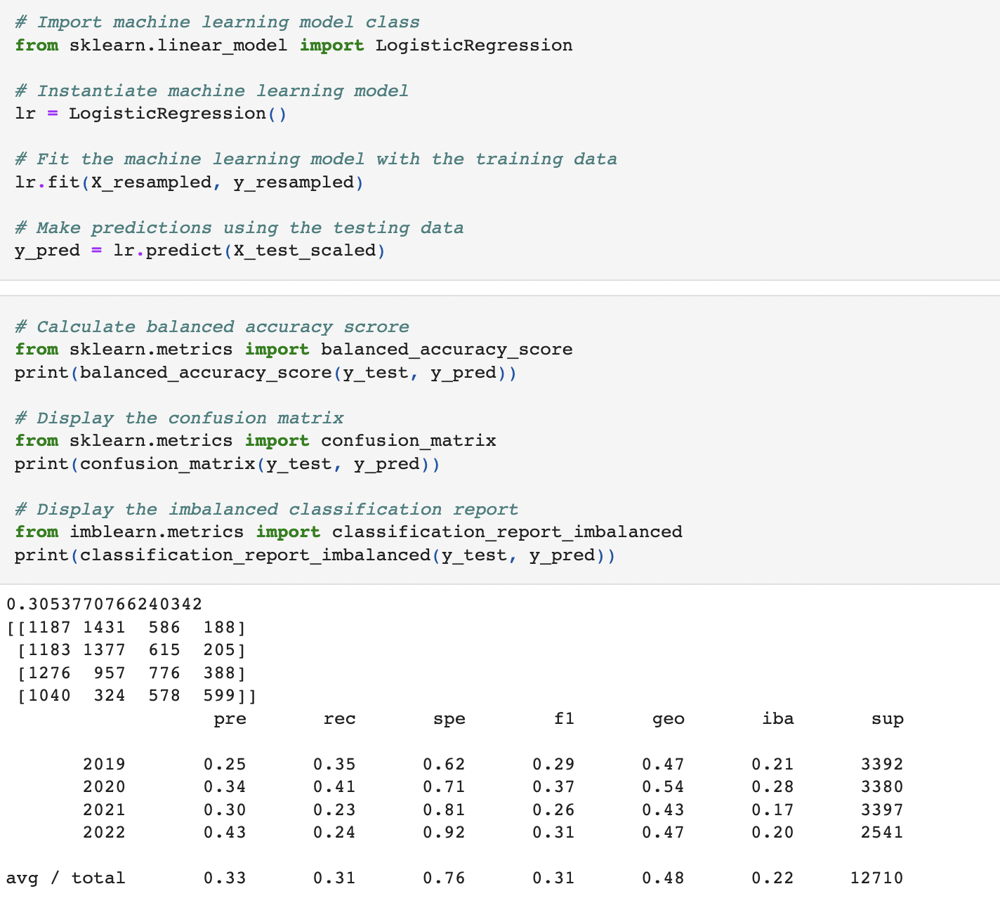 # Import machine learning model class
from sklearn.linear_model import LogisticRegression
# Instantiate machine learning model
lr = LogisticRegression()
# Fit the machine learning model with the training data
lr.fit(X_resampled, y_resampled)
# Make predictions using the testing data
y_pred = lr.predict(X_test_scaled)
# Calculate balanced accuracy scrore
from sklearn.metrics import balanced_accuracy_score
print(balanced_accuracy_score(y_test, y_pred))
# Display the confusion matrix
from sklearn.metrics import confusion_matrix
print(confusion_matrix(y_test, y_pred))
# Display the imbalanced classification report
from imblearn.metrics import classification_report_imbalanced
print(classification_report_imbalanced(y_test, y_pred))
0.3053770766240342
[[1187 1431  586  188]
 [1183 1377  615  205]
 [1276  957  776  388]
 [1040  324  578  599]]
pre rec spe f1 geo iba sup
2019 0.25 0.35 0.62 0.29 0.47 0.21 3392
2020 0.34 0.41 0.71 0.37 0.54 0.28 3380
2021 0.30 0.23 0.81 0.26 0.43 0.17 3397
2022 0.43 0.24 0.92 0.31 0.47 0.20 2541
avg / total 0.33 0.31 0.76 0.31 0.48 0.22 12710